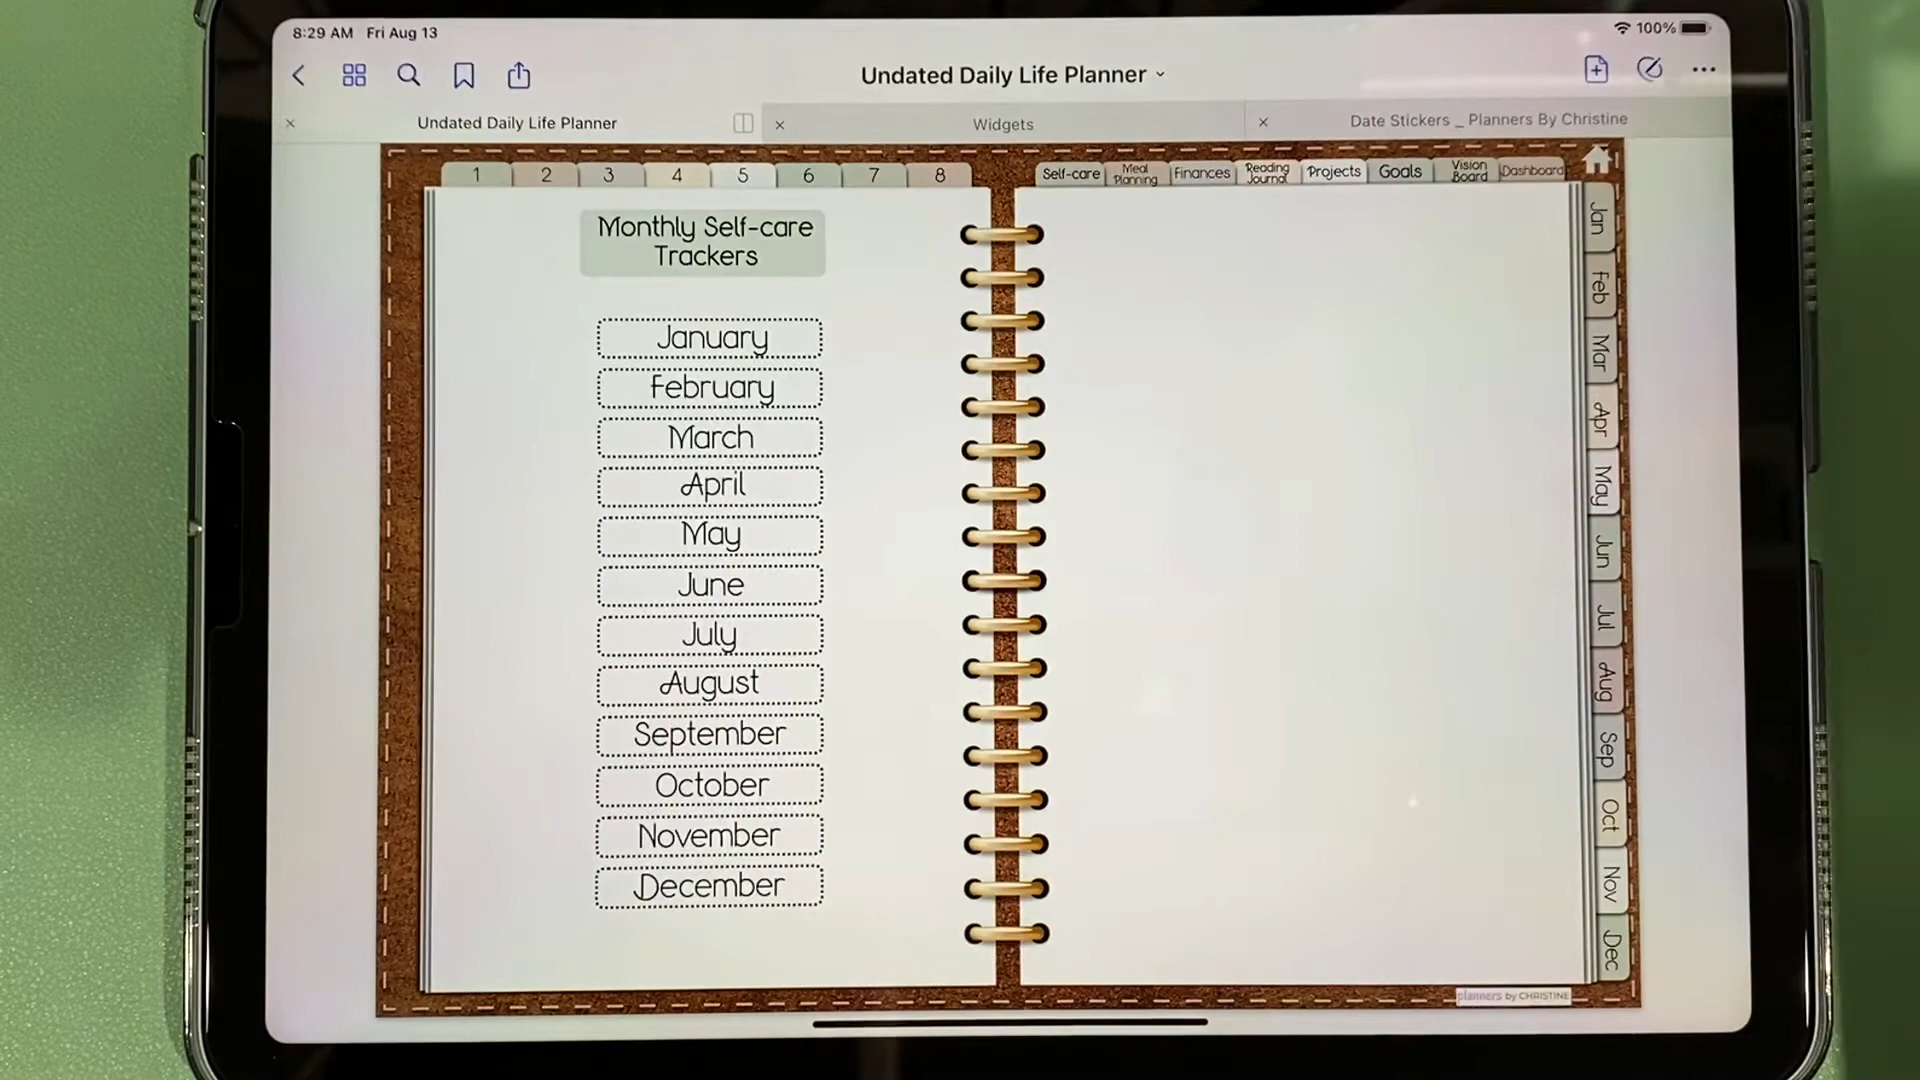 8:29 AM Fri Aug 13
100%
Undated Daily Life Planner
Undated Daily Life Planner
Widgets
Date Stickers _ Planners By Christine
1 2 3 4 5 6 7 8
Self-care
Meal
Planning
Finances
Reading
Journal
Projects
Goals
Vision
Board
Dashboard
Monthly Self-care
Trackers
January
February
March
April
May
June
July
August
September
October
November
December
Jan
Feb
Mar
Apr
May
Jun
Jul
Aug
Sep
Oct
Nov
Dec
planners by CHRISTINE